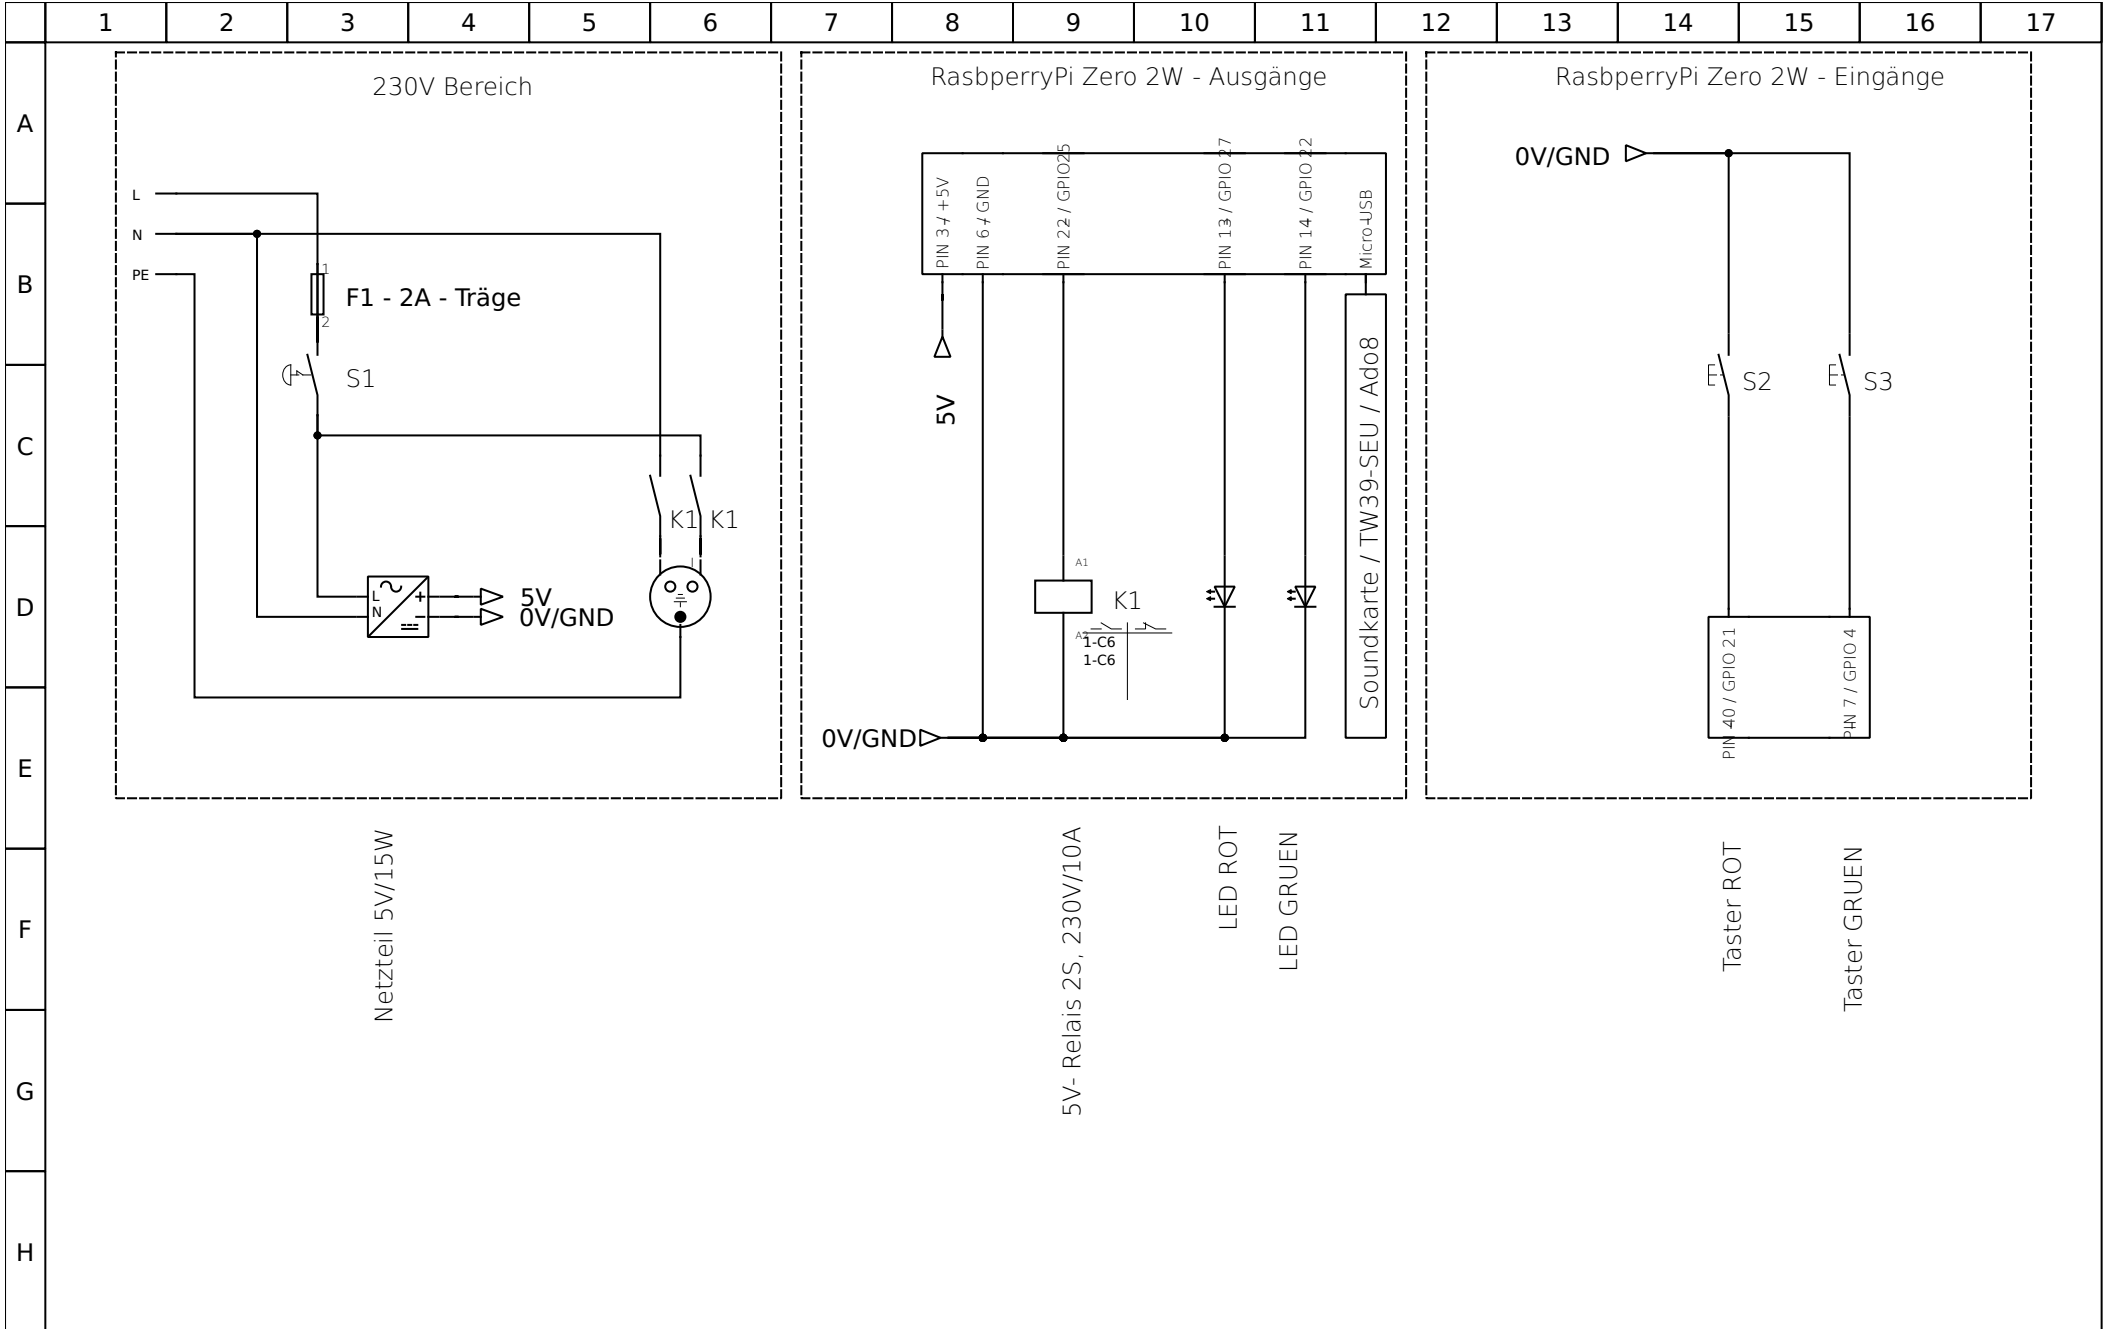 1 2 3 4 5 6 7 8 9 10 11 12 13 14 15 16 17
A
B
C
D
E
F
G
H
230V Bereich
L
N
PE
1
2
F1 - 2A - Träge
S1
K1 K1
L
N
5V
0V/GND
Netzteil 5V/15W
RasbperryPi Zero 2W - Ausgänge
PIN 3 / +5V
PIN 6 / GND
PIN 22 / GPIO25
PIN 13 / GPIO 27
PIN 14 / GPIO 22
Micro-USB
5V
A1
K1
A2
1-C6
1-C6
Soundkarte / TW39-SEU / Ado8
0V/GND
5V- Relais 2S, 230V/10A
LED ROT
LED GRUEN
RasbperryPi Zero 2W - Eingänge
0V/GND
S2
S3
PIN 40 / GPIO 21
PIN 7 / GPIO 4
Taster ROT
Taster GRUEN